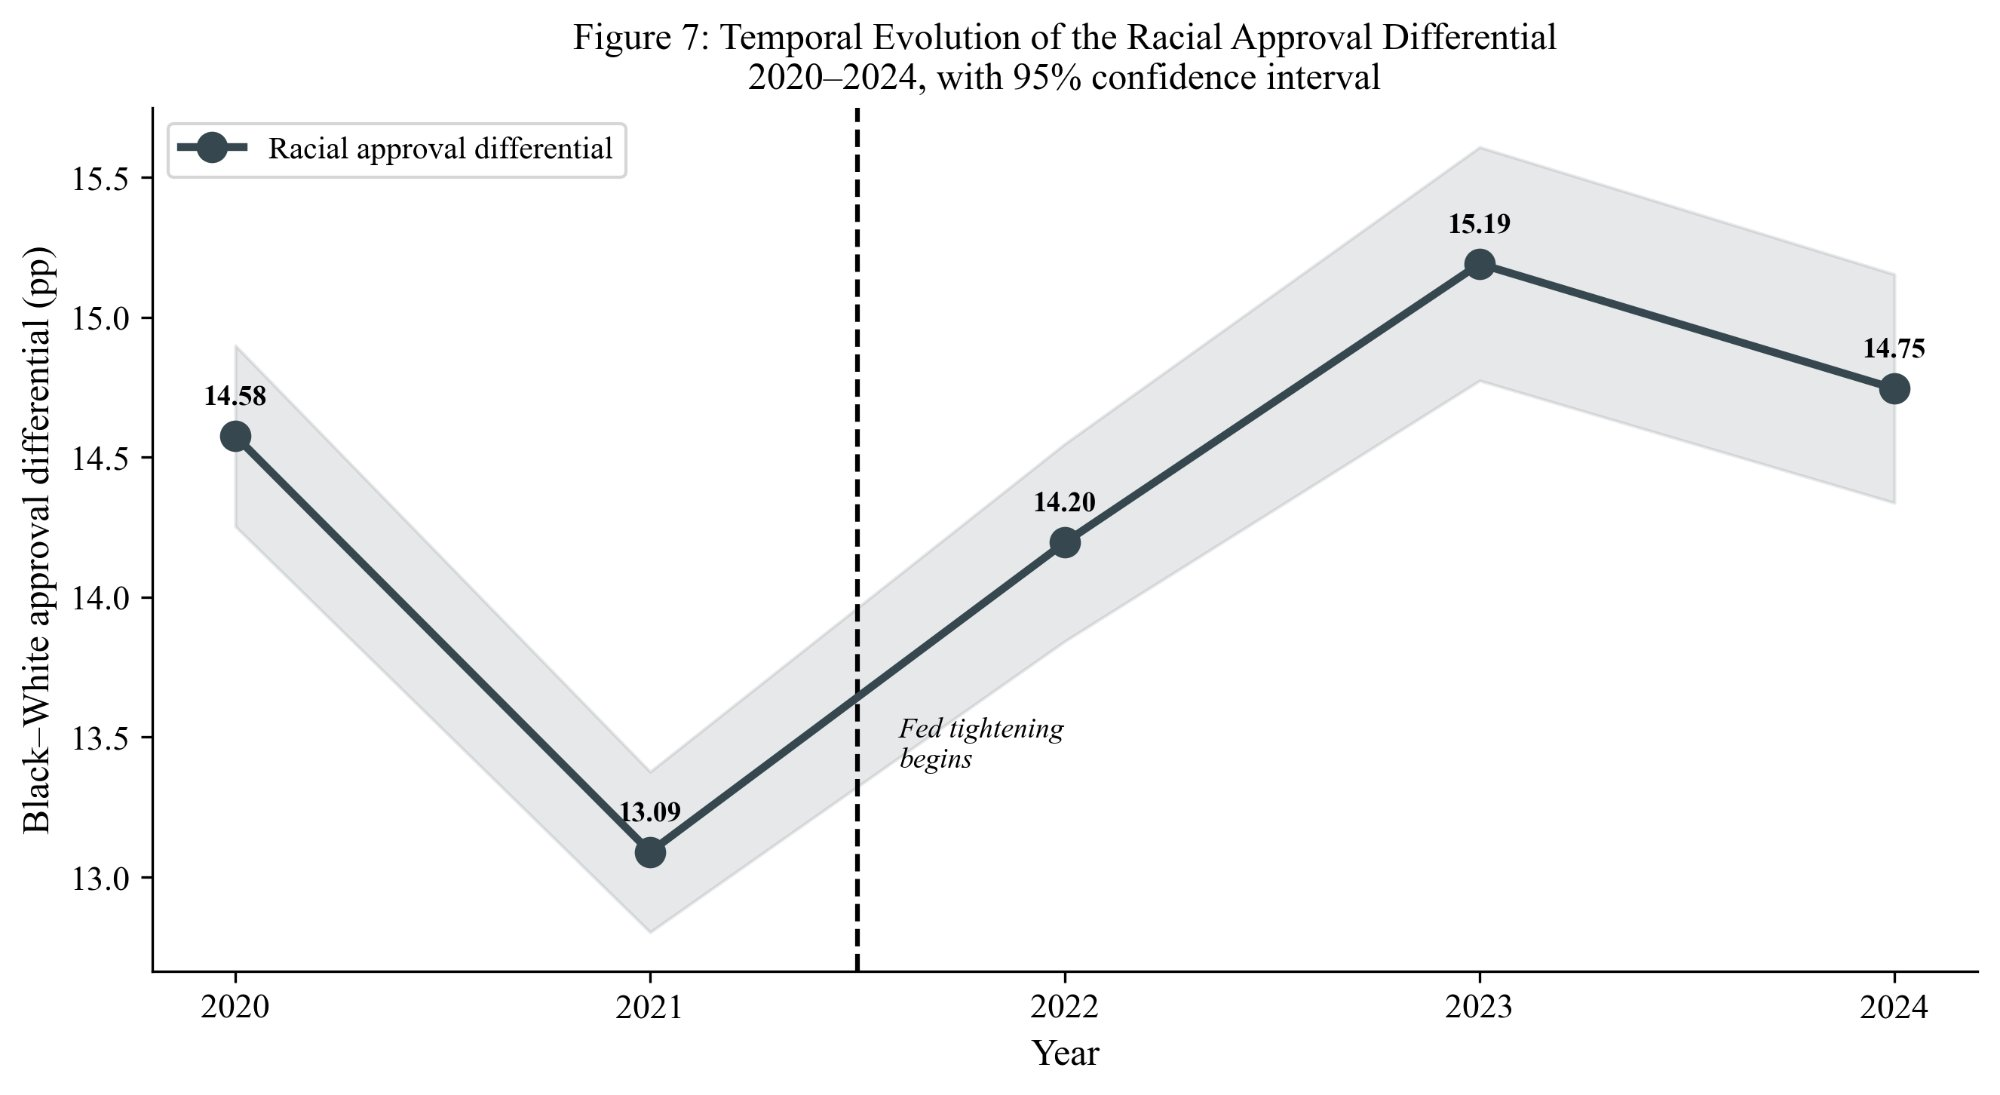 Figure 7: Temporal Evolution of the Racial Approval Differential
2020–2024, with 95% confidence interval
Racial approval differential
Black–White approval differential (pp)
15.5
15.0
14.5
14.0
13.5
13.0
14.58
13.09
14.20
15.19
14.75
Fed tightening
begins
2020
2021
2022
2023
2024
Year